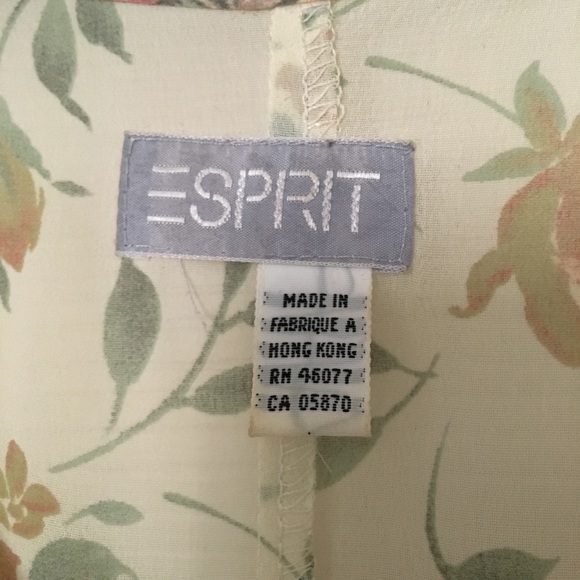 ESPRIT
MADE IN
FABRIQUE A
HONG KONG
RN 46077
CA 05870